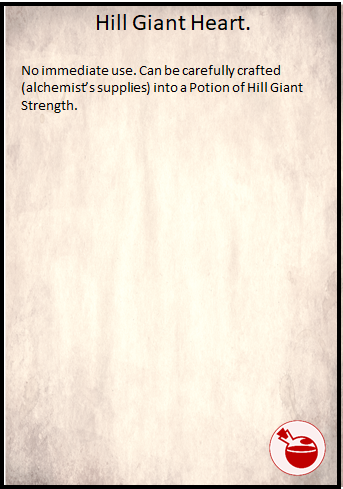 Hill Giant Heart.
No immediate use. Can be carefully crafted
(alchemist's supplies) into a Potion of Hill Giant
Strength.